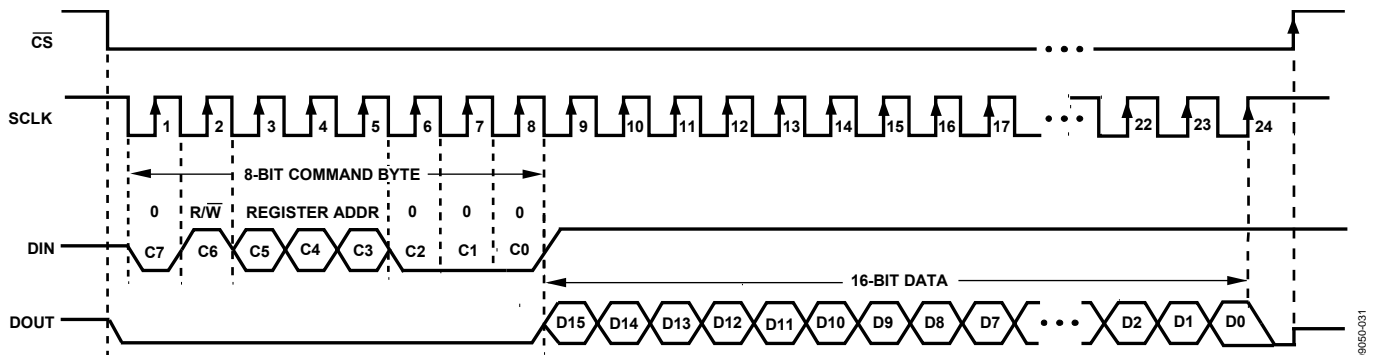 CS
SCLK
1 2 3 4 5 6 7 8 9 10 11 12 13 14 15 16 17 22 23 24
8-BIT COMMAND BYTE
0 R/W REGISTER ADDR 0 0 0
DIN
C7 C6 C5 C4 C3 C2 C1 C0
16-BIT DATA
DOUT
D15 D14 D13 D12 D11 D10 D9 D8 D7 D2 D1 D0
9050-031